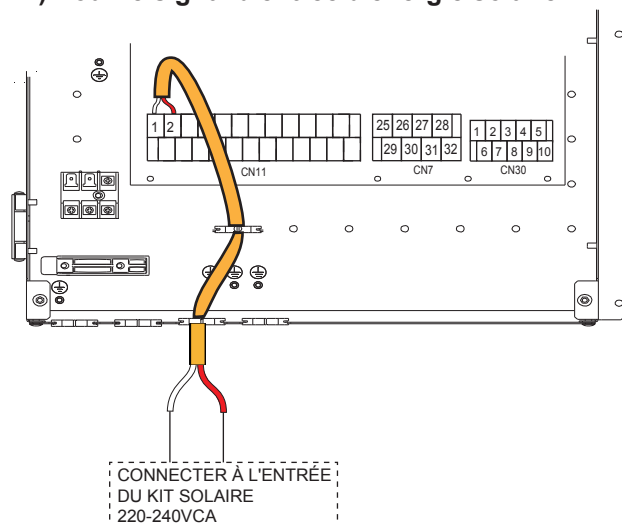 1 2
CN11
25 26 27 28
29 30 31 32
CN7
1 2 3 4 5
6 7 8 9 10
CN30
CONNECTER À L'ENTRÉE
DU KIT SOLAIRE
220-240VCA